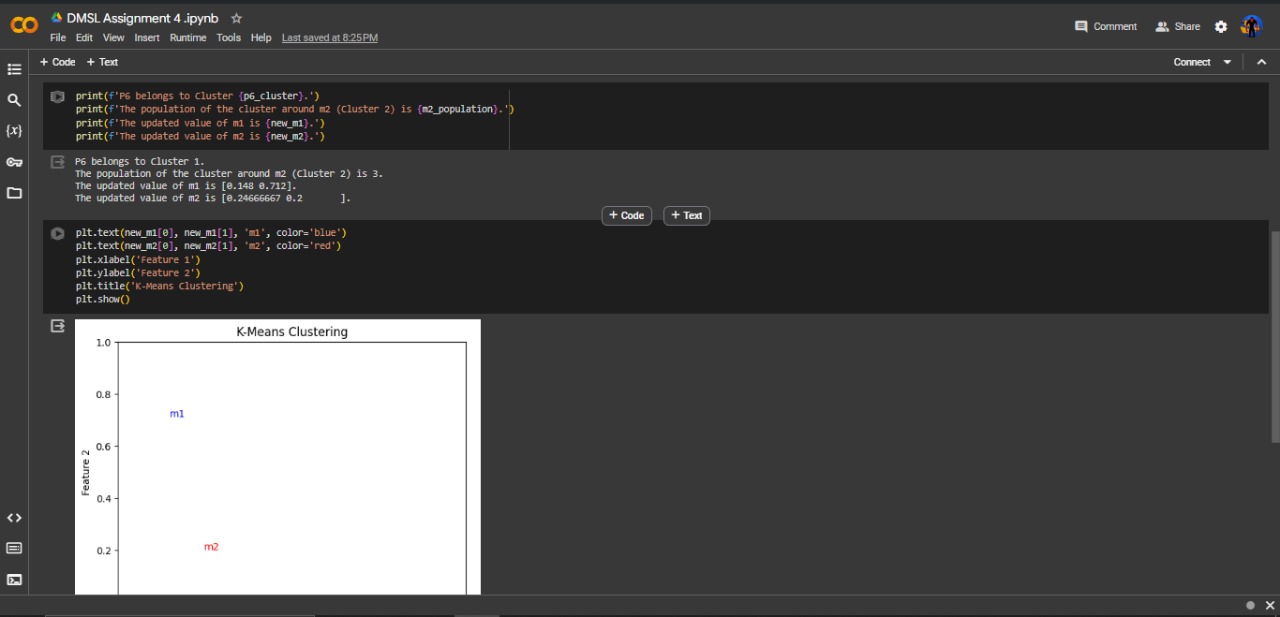 DMSL Assignment 4 .ipynb
Comment
Share
File Edit View Insert Runtime Tools Help Last saved at 8:25 PM
+ Code + Text
Connect
{x}
print(f'P6 belongs to Cluster {p6_cluster}.')
print(f'The population of the cluster around m2 (Cluster 2) is {m2_population}.')
print(f'The updated value of m1 is {new_m1}.')
print(f'The updated value of m2 is {new_m2}.')
P6 belongs to Cluster 1.
The population of the cluster around m2 (Cluster 2) is 3.
The updated value of m1 is [0.148 0.712].
The updated value of m2 is [0.24666667 0.2       ].
+ Code + Text
plt.text(new_m1[0], new_m1[1], 'm1', color='blue')
plt.text(new_m2[0], new_m2[1], 'm2', color='red')
plt.xlabel('Feature 1')
plt.ylabel('Feature 2')
plt.title('K-Means Clustering')
plt.show()
K-Means Clustering
1.0
0.8
m1
0.6
Feature 2
0.4
m2
0.2